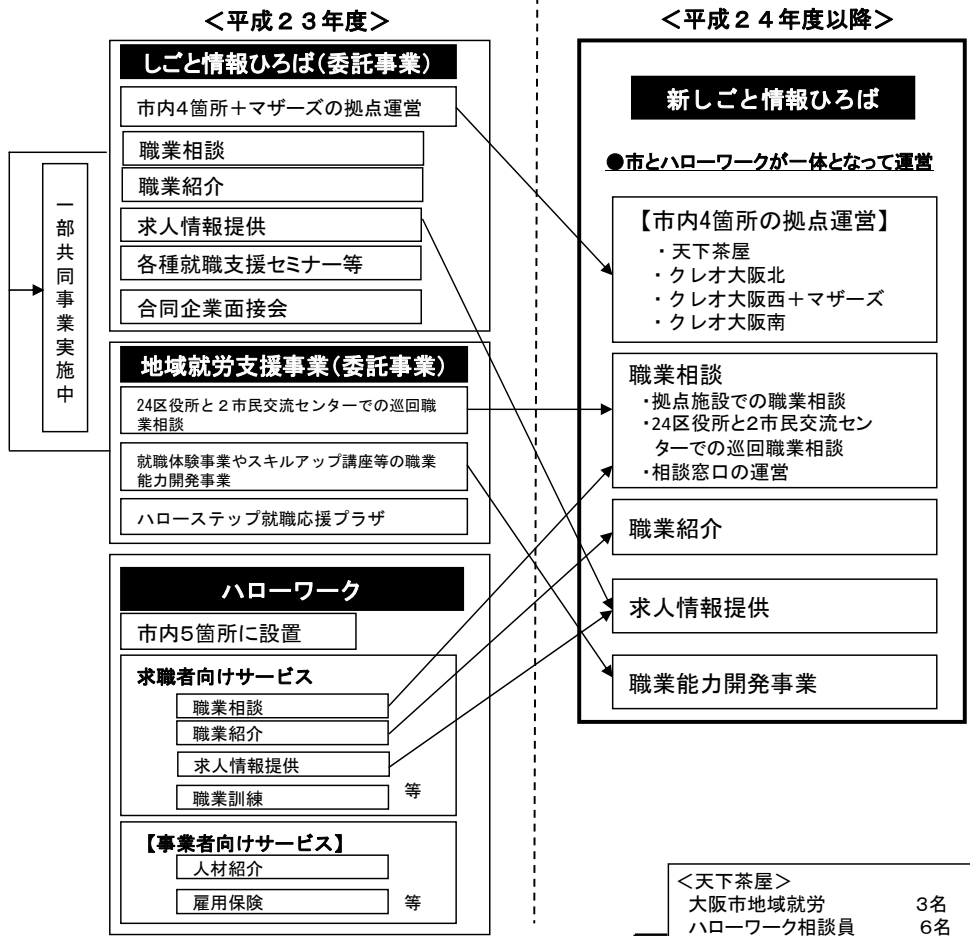 ＜平成２３年度＞
しごと情報ひろば（委託事業）
市内４箇所＋マザーズの拠点運営
職業相談
職業紹介
求人情報提供
各種就職支援セミナー等
合同企業面接会
一部共同事業実施中
地域就労支援事業（委託事業）
24区役所と２市民交流センターでの巡回職
業相談
就職体験事業やスキルアップ講座等の職業
能力開発事業
ハローステップ就職応援プラザ
ハローワーク
市内５箇所に設置
求職者向けサービス
職業相談
職業紹介
求人情報提供
職業訓練
等
【事業者向けサービス】
人材紹介
雇用保険
等
＜平成２４年度以降＞
新しごと情報ひろば
●市とハローワークが一体となって運営
【市内4箇所の拠点運営】
・天下茶屋
・クレオ大阪北
・クレオ大阪西＋マザーズ
・クレオ大阪南
職業相談
・拠点施設での職業相談
・24区役所と2市民交流セン
ターでの巡回職業相談
・相談窓口の運営
職業紹介
求人情報提供
職業能力開発事業
＜天下茶屋＞
大阪市地域就労　3名
ハローワーク相談員　6名